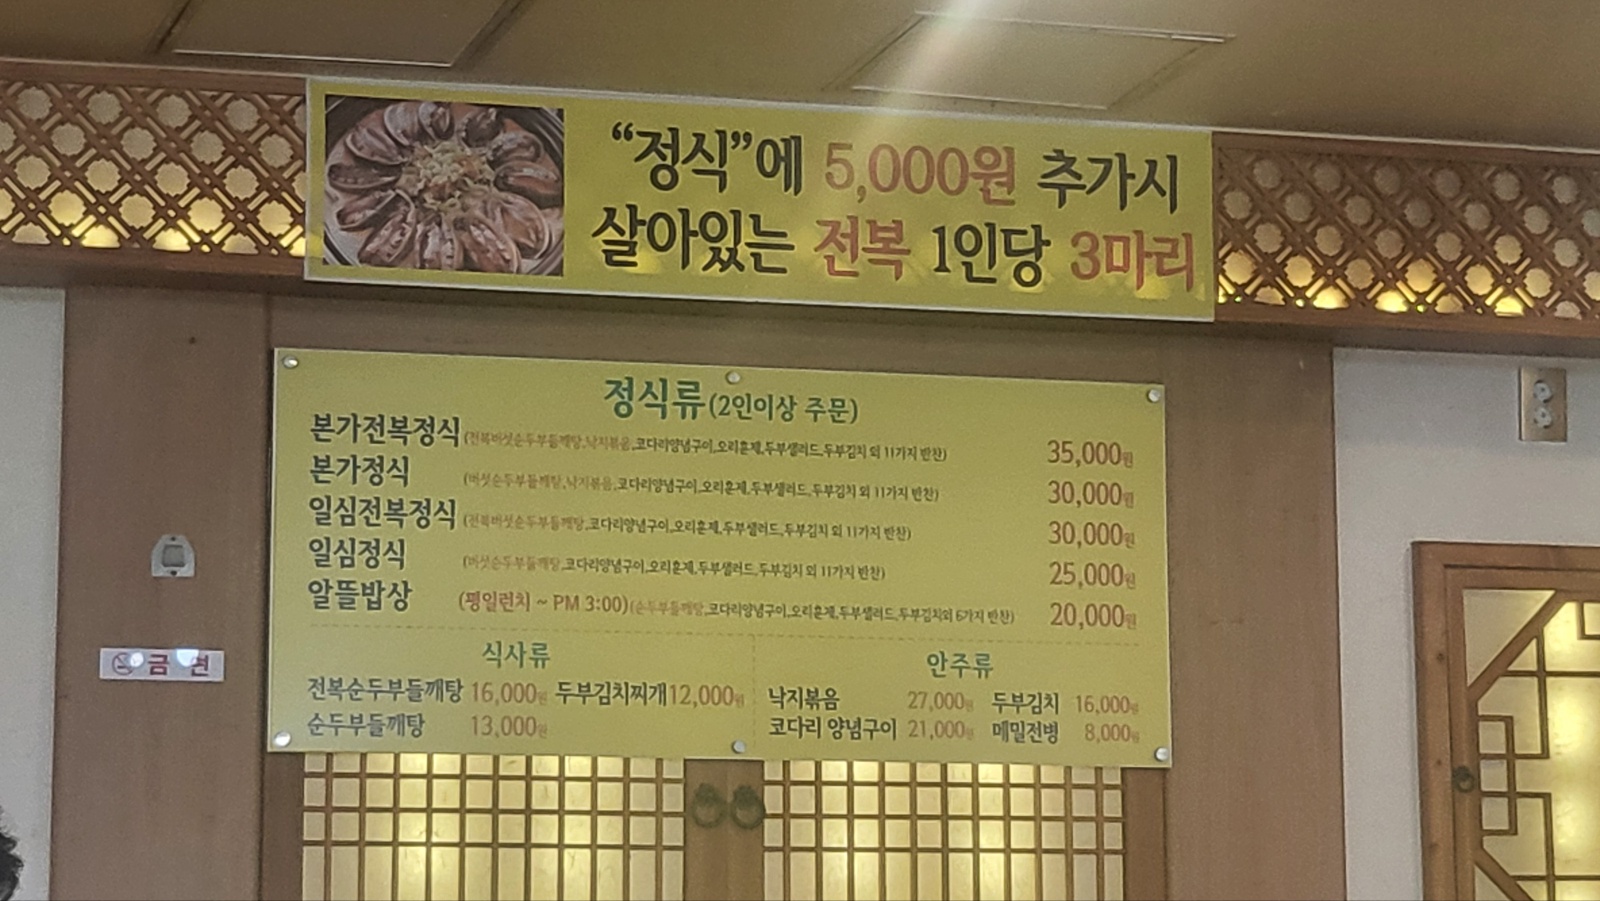 “정식”에 5,000원 추가시
살아있는 전복 1인당 3마리
정식류(2인이상 주문)
본가전복정식 (전복버섯순두부들깨탕,낙지볶음,코다리양념구이,오리훈제,두부샐러드,두부김치 외 11가지 반찬) 35,000원
본가정식 (버섯순두부들깨탕,낙지볶음,코다리양념구이,오리훈제,두부샐러드,두부김치 외 11가지 반찬) 30,000원
일심전복정식 (전복버섯순두부들깨탕,코다리양념구이,오리훈제,두부샐러드,두부김치 외 11가지 반찬) 30,000원
일심정식 (버섯순두부들깨탕,코다리양념구이,오리훈제,두부샐러드,두부김치 외 11가지 반찬) 25,000원
알뜰밥상 (평일런치 ~ PM 3:00)(순두부들깨탕,코다리양념구이,오리훈제,두부샐러드,두부김치외 6가지 반찬) 20,000원
식사류
전복순두부들깨탕 16,000원 두부김치찌개 12,000원
순두부들깨탕 13,000원
안주류
낙지볶음 27,000원 두부김치 16,000원
코다리 양념구이 21,000원 메밀전병 8,000원
금 연